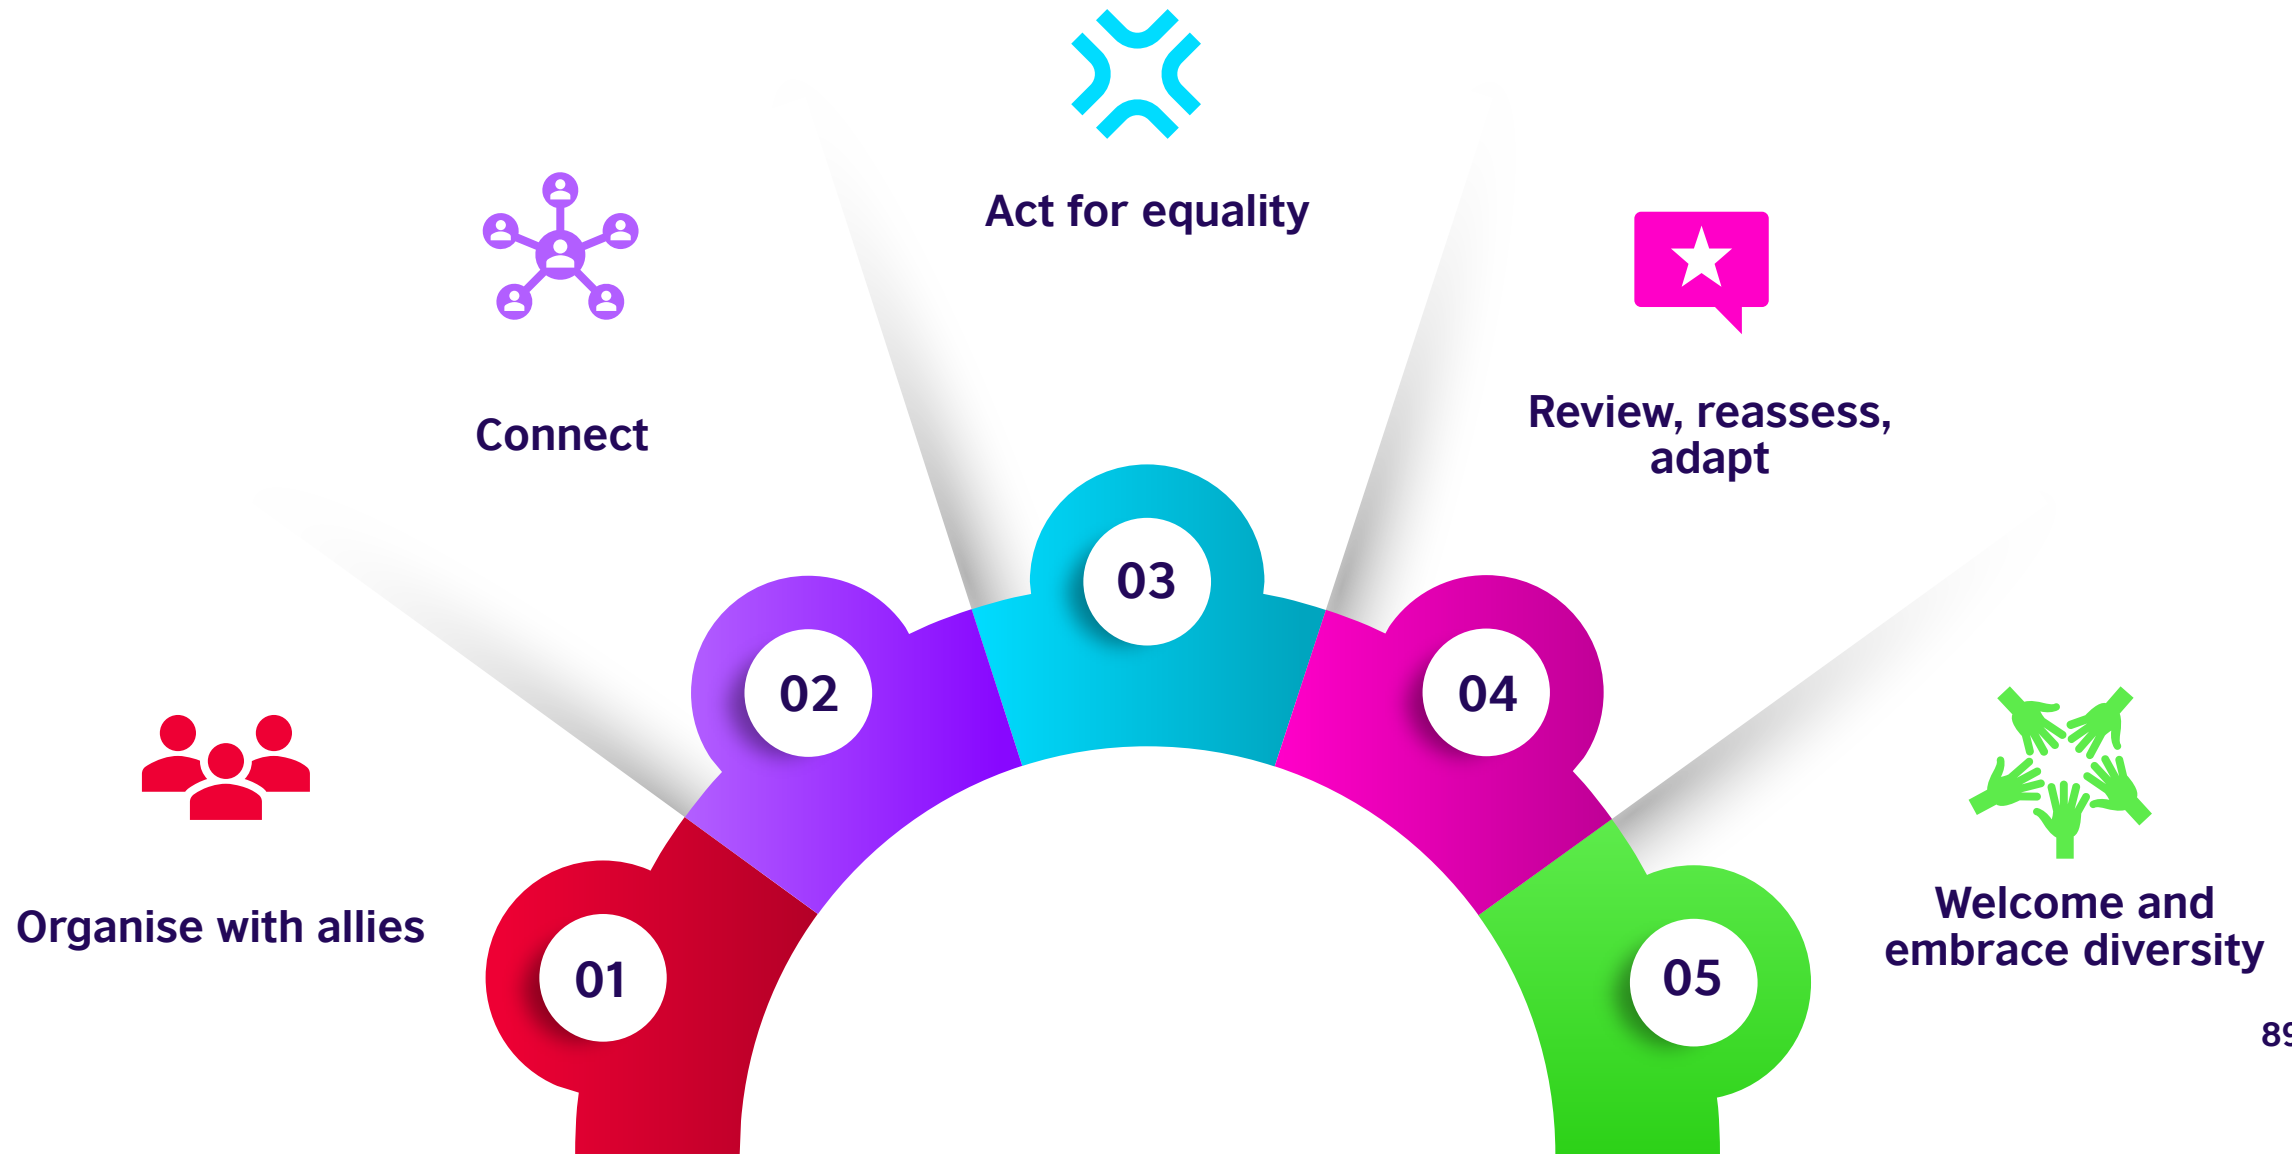 Organise with allies
01
Connect
02
Act for equality
03
Review, reassess,
adapt
04
Welcome and
embrace diversity
05
89